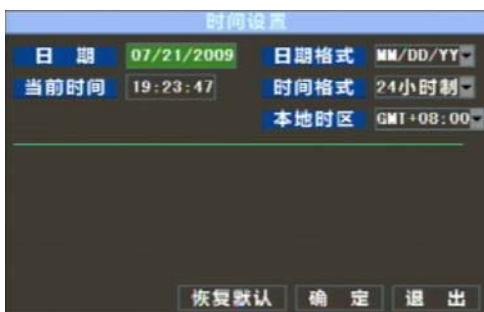 时间设置
日 期 07/21/2009 日期格式 MM/DD/YY
当前时间 19:23:47 时间格式 24小时制
本地时区 GMT+08:00
恢复默认 确 定 退 出